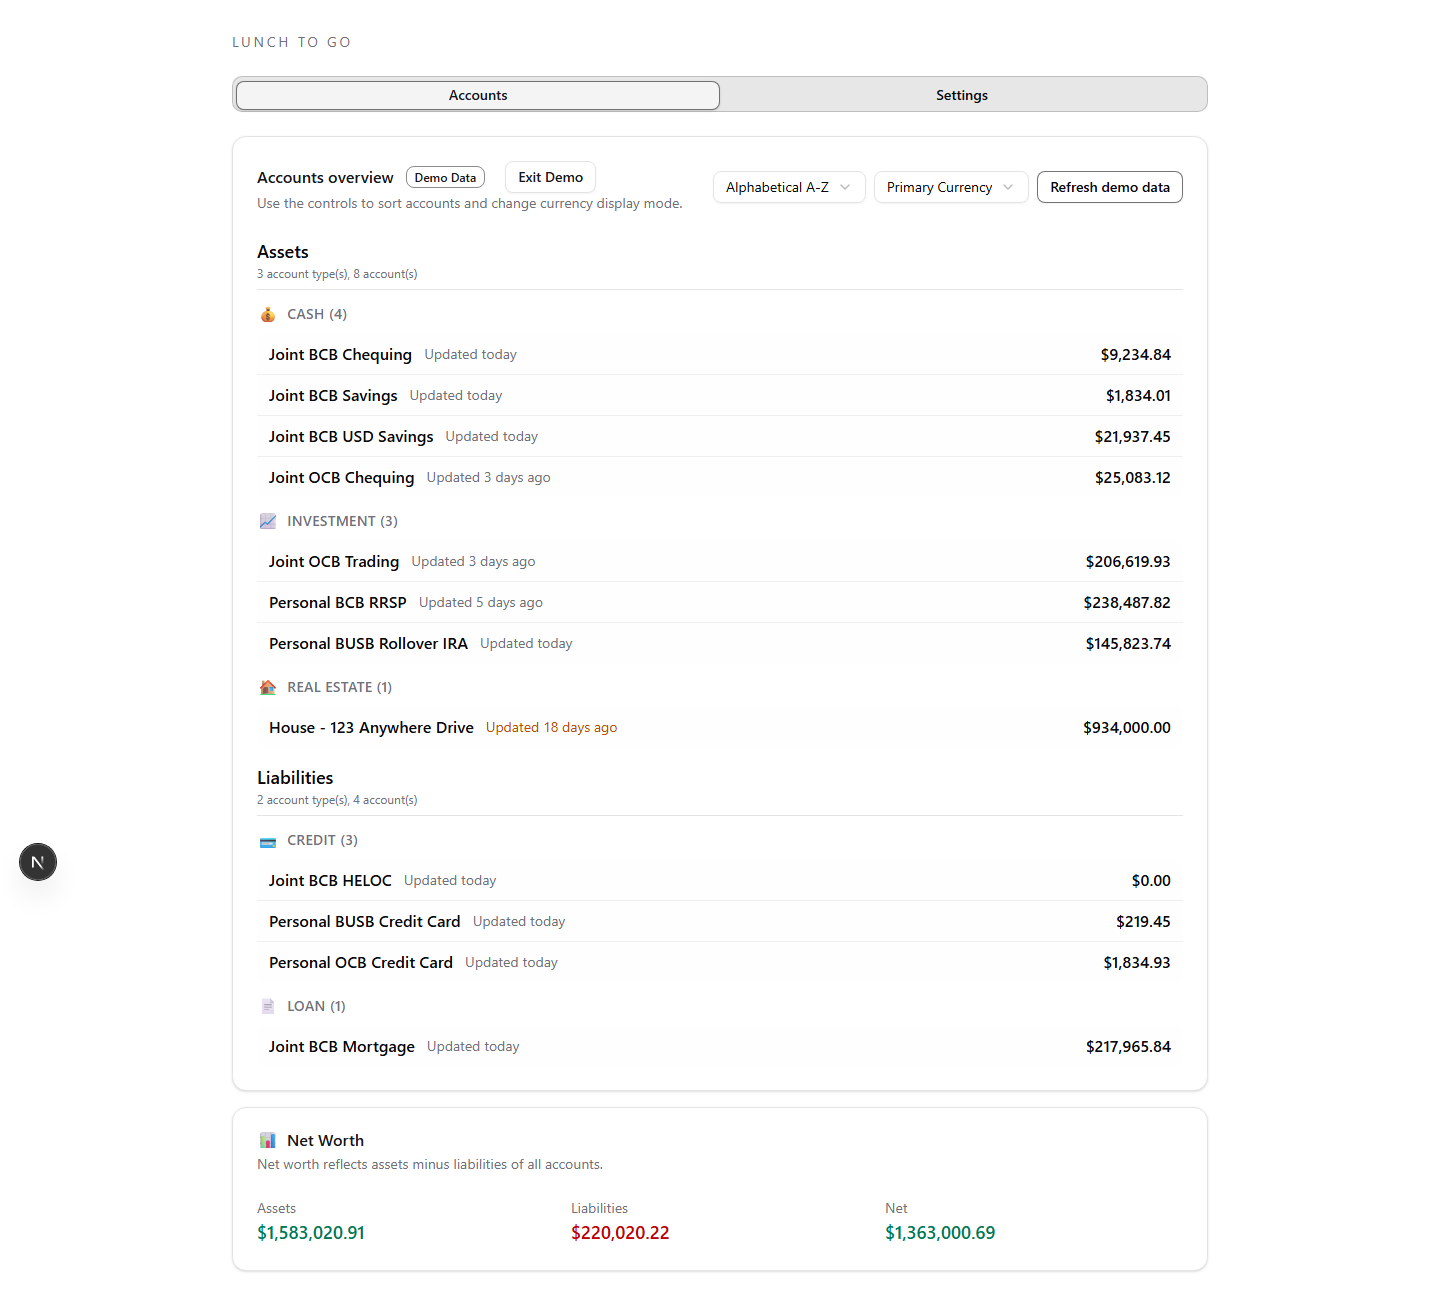 LUNCH TO GO
Accounts Settings
Accounts overview Demo Data Exit Demo Alphabetical A-Z Primary Currency Refresh demo data
Use the controls to sort accounts and change currency display mode.
Assets
3 account type(s), 8 account(s)
CASH (4)
Joint BCB Chequing Updated today $9,234.84
Joint BCB Savings Updated today $1,834.01
Joint BCB USD Savings Updated today $21,937.45
Joint OCB Chequing Updated 3 days ago $25,083.12
INVESTMENT (3)
Joint OCB Trading Updated 3 days ago $206,619.93
Personal BCB RRSP Updated 5 days ago $238,487.82
Personal BUSB Rollover IRA Updated today $145,823.74
REAL ESTATE (1)
House - 123 Anywhere Drive Updated 18 days ago $934,000.00
Liabilities
2 account type(s), 4 account(s)
CREDIT (3)
Joint BCB HELOC Updated today $0.00
Personal BUSB Credit Card Updated today $219.45
Personal OCB Credit Card Updated today $1,834.93
LOAN (1)
Joint BCB Mortgage Updated today $217,965.84
N
Net Worth
Net worth reflects assets minus liabilities of all accounts.
Assets Liabilities Net
$1,583,020.91 $220,020.22 $1,363,000.69